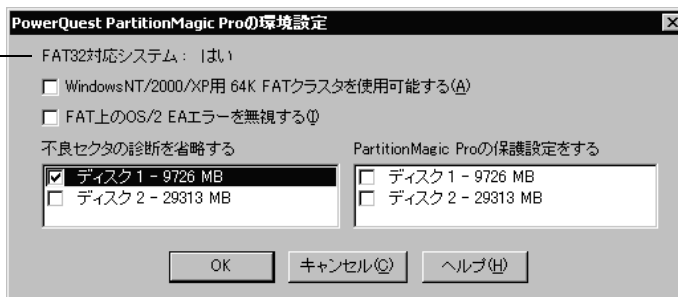 PowerQuest PartitionMagic Proの環境設定
FAT32対応システム： はい
WindowsNT/2000/XP用 64K FATクラスタを使用可能する(A)
FAT上のOS/2 EAエラーを無視する(I)
不良セクタの診断を省略する
ディスク 1 - 9726 MB
ディスク 2 - 29313 MB
PartitionMagic Proの保護設定をする
ディスク 1 - 9726 MB
ディスク 2 - 29313 MB
OK
キャンセル(C)
ヘルプ(H)